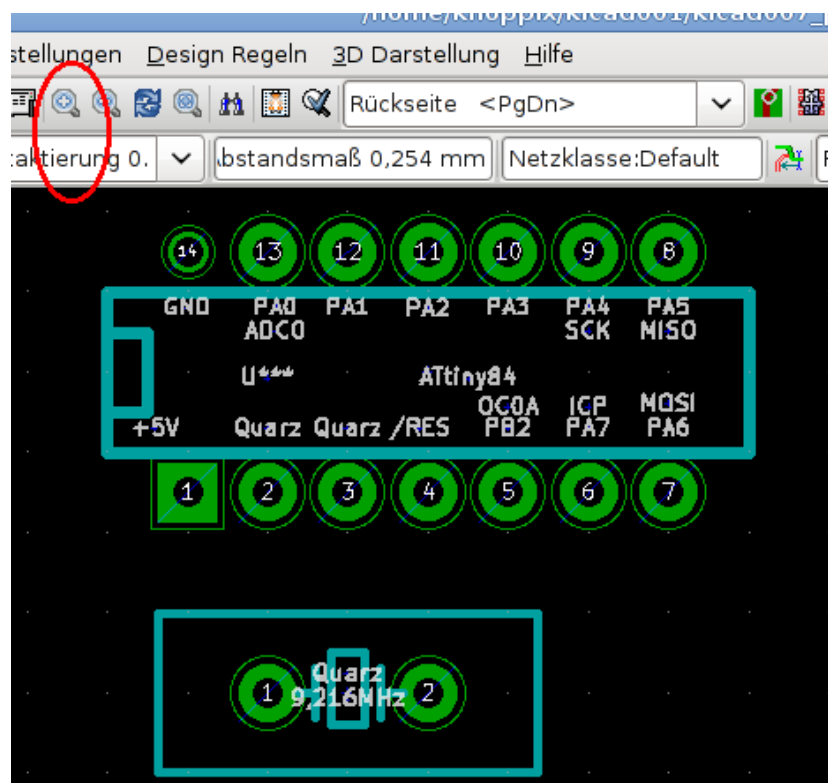 /home/knoppix/kicad001/kicad007_p
stellungen Design Regeln 3D Darstellung Hilfe
Rückseite <PgDn>
taktierung 0. bstandsmaß 0,254 mm Netzklasse:Default
14 13 12 11 10 9 8
GND PA0 PA1 PA2 PA3 PA4 PA5
ADC0 SCK MISO
U*** ATtiny84
OC0A ICP MOSI
+5V Quarz Quarz /RES PB2 PA7 PA6
1 2 3 4 5 6 7
Quarz
1 9,216MHz 2